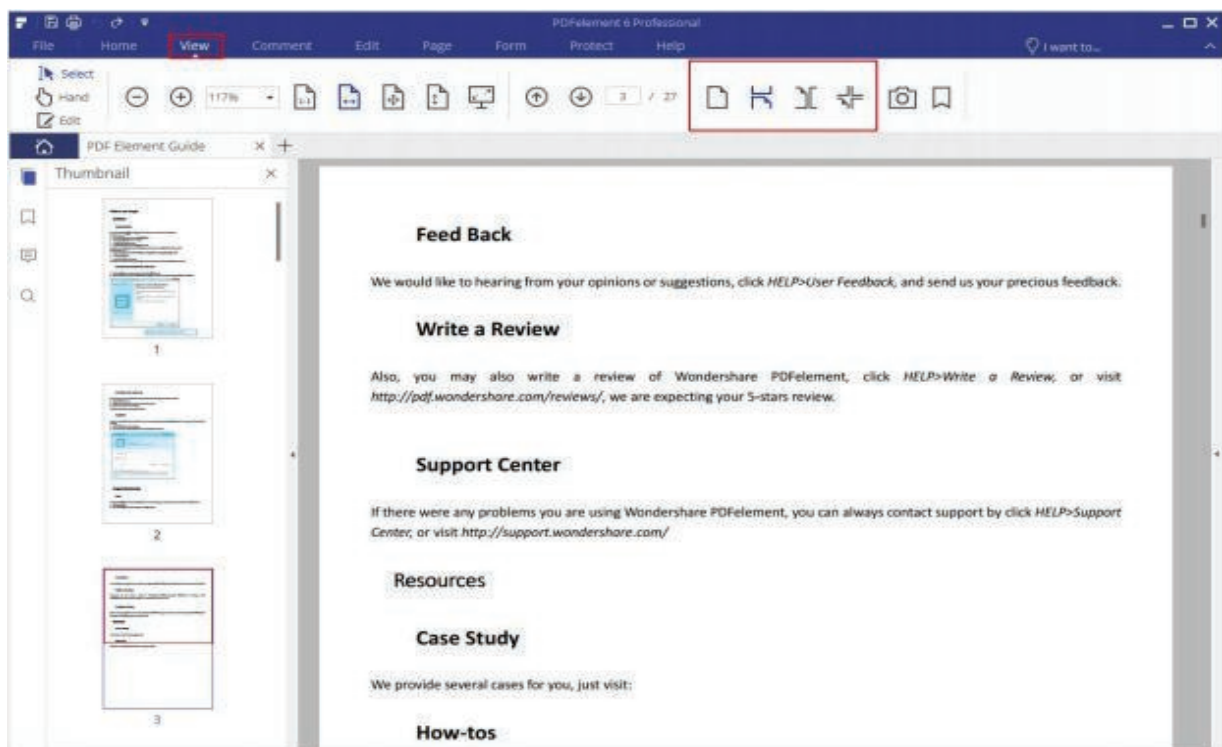 PDFelement 6 Professional
File Home View Comment Edit Page Form Protect Help I want to...
Select
Hand
Edit
117%
3 / 27
PDF Element Guide
Thumbnail
1
2
3
Feed Back
We would like to hearing from your opinions or suggestions, click HELP>User Feedback, and send us your precious feedback.
Write a Review
Also, you may also write a review of Wondershare PDFelement, click HELP>Write a Review, or visit
http://pdf.wondershare.com/reviews/, we are expecting your 5-stars review.
Support Center
If there were any problems you are using Wondershare PDFelement, you can always contact support by click HELP>Support
Center, or visit http://support.wondershare.com/
Resources
Case Study
We provide several cases for you, just visit:
How-tos